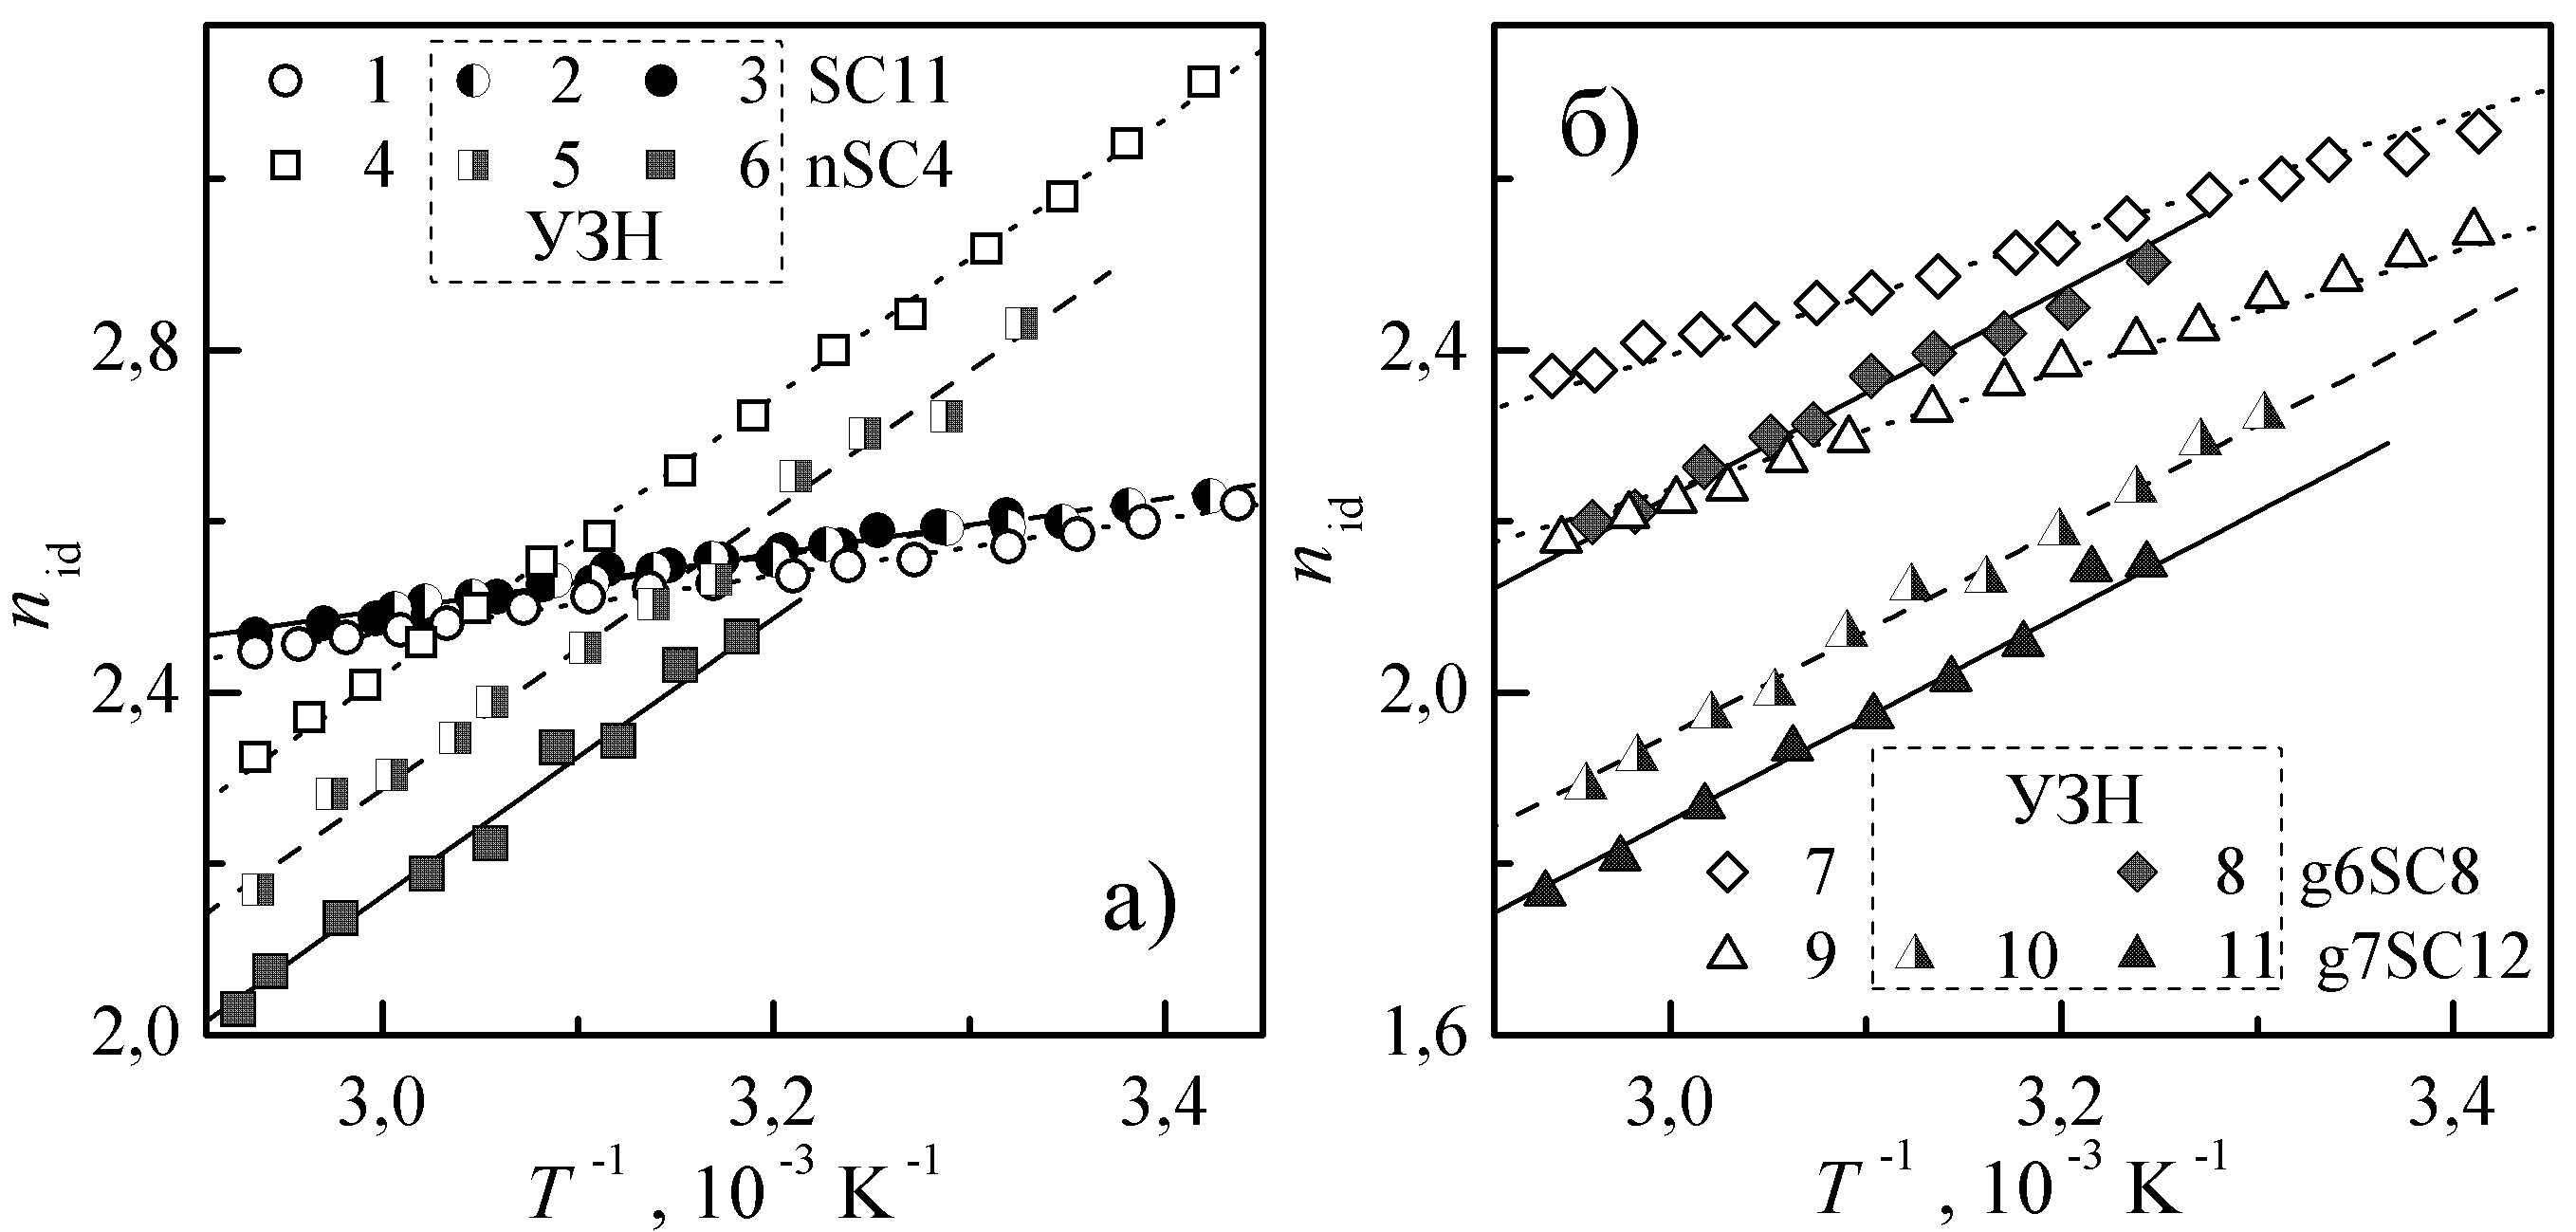 1 2 3 SC11
4 5 6 nSC4
УЗН
2,8
2,4
2,0
n id
а)
3,0 3,2 3,4
T -1 , 10 -3 K -1
б)
2,4
2,0
1,6
n id
УЗН
7 8 g6SC8
9 10 11 g7SC12
3,0 3,2 3,4
T -1 , 10 -3 K -1